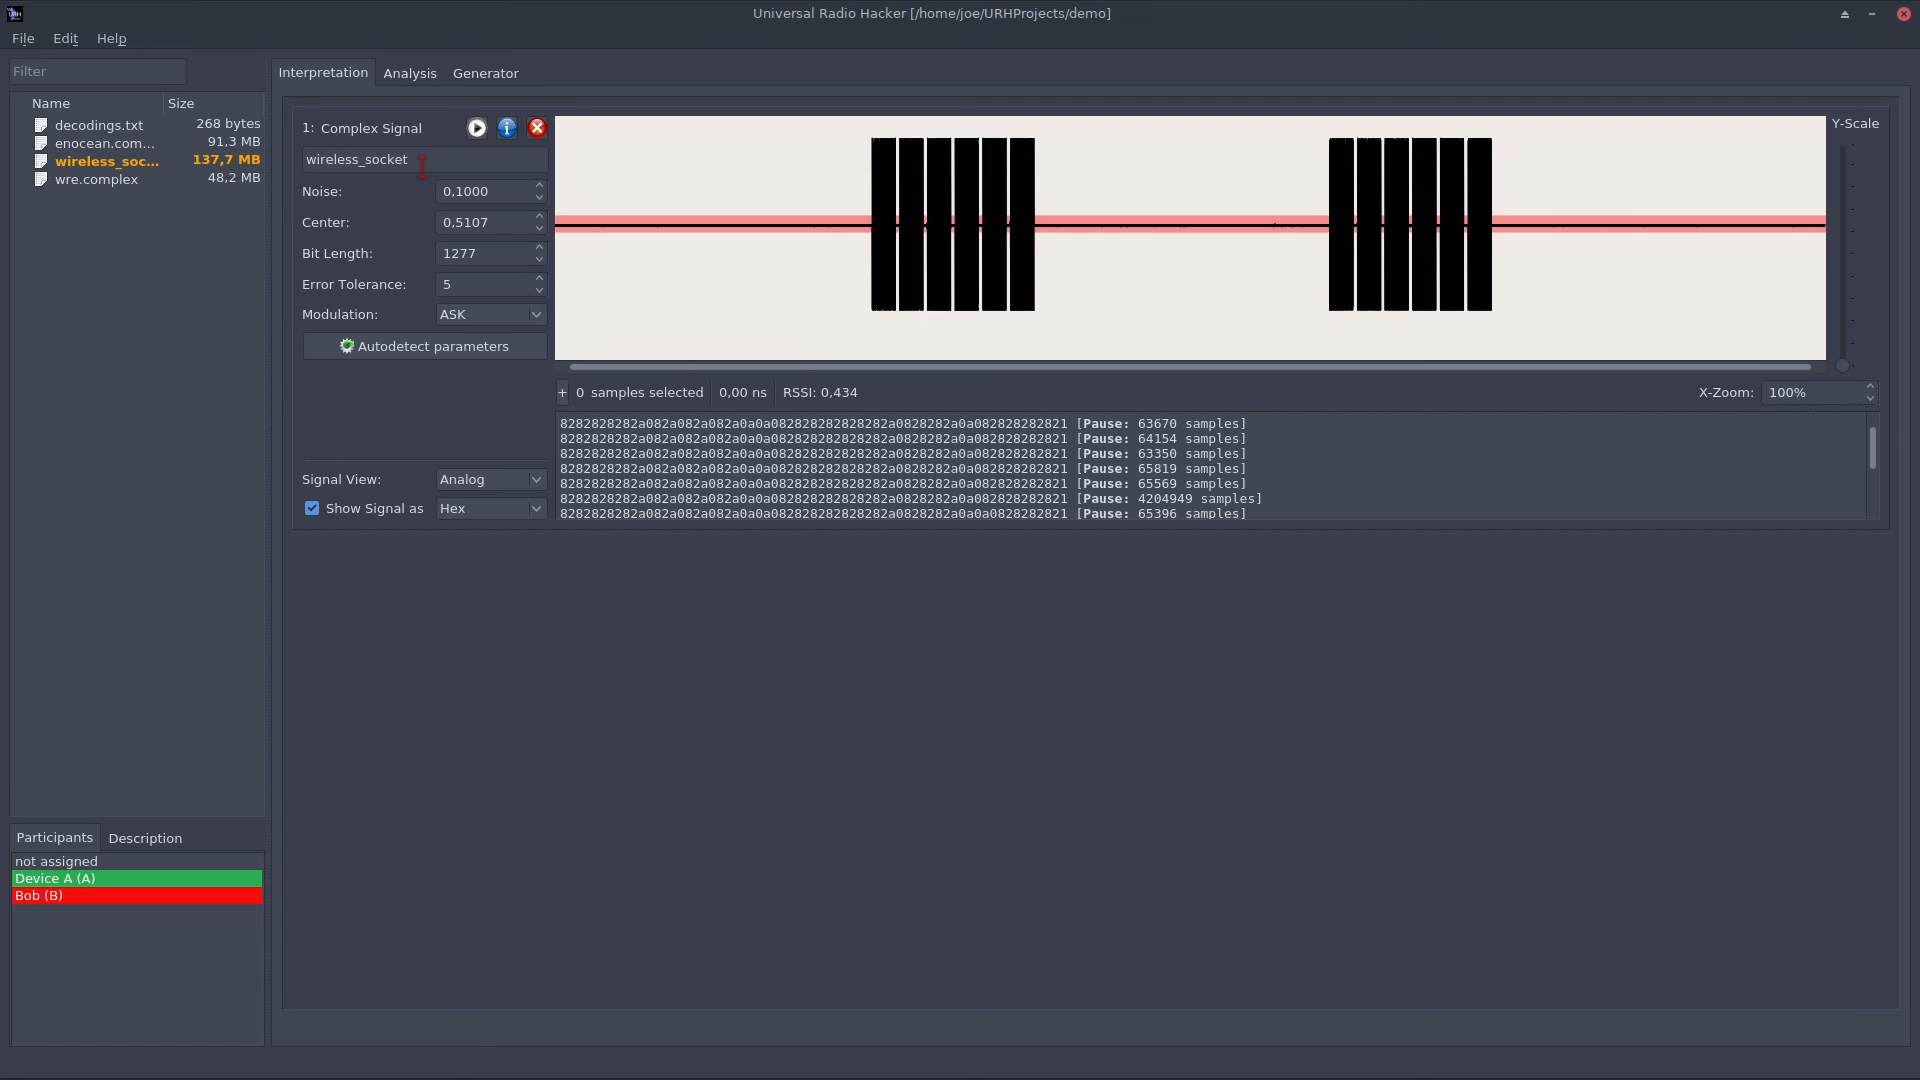 Universal Radio Hacker [/home/joe/URHProjects/demo]
File Edit Help
Filter
Name Size
decodings.txt 268 bytes
enocean.com... 91,3 MB
wireless_soc... 137,7 MB
wre.complex 48,2 MB
Participants Description
not assigned
Device A (A)
Bob (B)
Interpretation Analysis Generator
1: Complex Signal
wireless_socket
Noise: 0,1000
Center: 0,5107
Bit Length: 1277
Error Tolerance: 5
Modulation: ASK
Autodetect parameters
Signal View: Analog
Show Signal as Hex
Y-Scale
+ 0 samples selected 0,00 ns RSSI: 0,434 X-Zoom: 100%
8282828282a082a082a082a0a0a082828282828282a0828282a0a082828282821 [Pause: 63670 samples]
8282828282a082a082a082a0a0a082828282828282a0828282a0a082828282821 [Pause: 64154 samples]
8282828282a082a082a082a0a0a082828282828282a0828282a0a082828282821 [Pause: 63350 samples]
8282828282a082a082a082a0a0a082828282828282a0828282a0a082828282821 [Pause: 65819 samples]
8282828282a082a082a082a0a0a082828282828282a0828282a0a082828282821 [Pause: 65569 samples]
8282828282a082a082a082a0a0a082828282828282a0828282a0a082828282821 [Pause: 4204949 samples]
8282828282a082a082a082a0a0a082828282828282a0828282a0a0a0828282821 [Pause: 65396 samples]